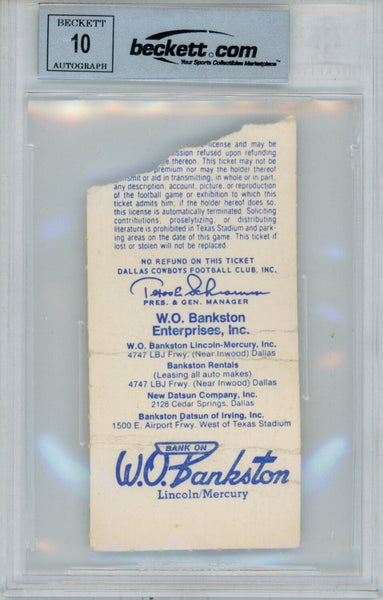 BECKETT
10
AUTOGRAPH
beckett.com
Your Sports Collectibles Marketplace™
license and may be
ission refused upon refunding
thereon. This ticket may not
premium nor may the holder thereof
smit or aid in transmitting, in whole or in part,
any description, account, picture, or reproduction
of the football game or exhibition to which this
ticket admits him; if the holder hereof does so,
this license is automatically terminated. Soliciting
contributions, proselytizing, or distributing
literature is prohibited in Texas Stadium and park-
ing areas on the date of this game. This ticket if
lost or stolen will not be replaced.
NO REFUND ON THIS TICKET
DALLAS COWBOYS FOOTBALL CLUB, INC.
Texas E. Schramm
PRES. & GEN. MANAGER
W.O. Bankston
Enterprises, Inc.
W.O. Bankston Lincoln-Mercury, Inc.
4747 LBJ Frwy. (Near Inwood) Dallas
Bankston Rentals
(Leasing all auto makes)
4747 LBJ Frwy. (Near Inwood) Dallas
New Datsun Company, Inc.
2128 Cedar Springs, Dallas
Bankston Datsun of Irving, Inc.
1500 E. Airport Frwy. West of Texas Stadium
BANK ON
W.O. Bankston
Lincoln/Mercury